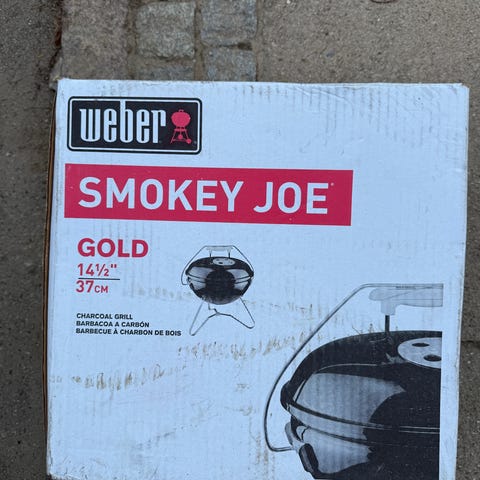 weber
SMOKEY JOE®
GOLD
14½"
37CM
CHARCOAL GRILL
BARBACOA A CARBÓN
BARBECUE À CHARBON DE BOIS